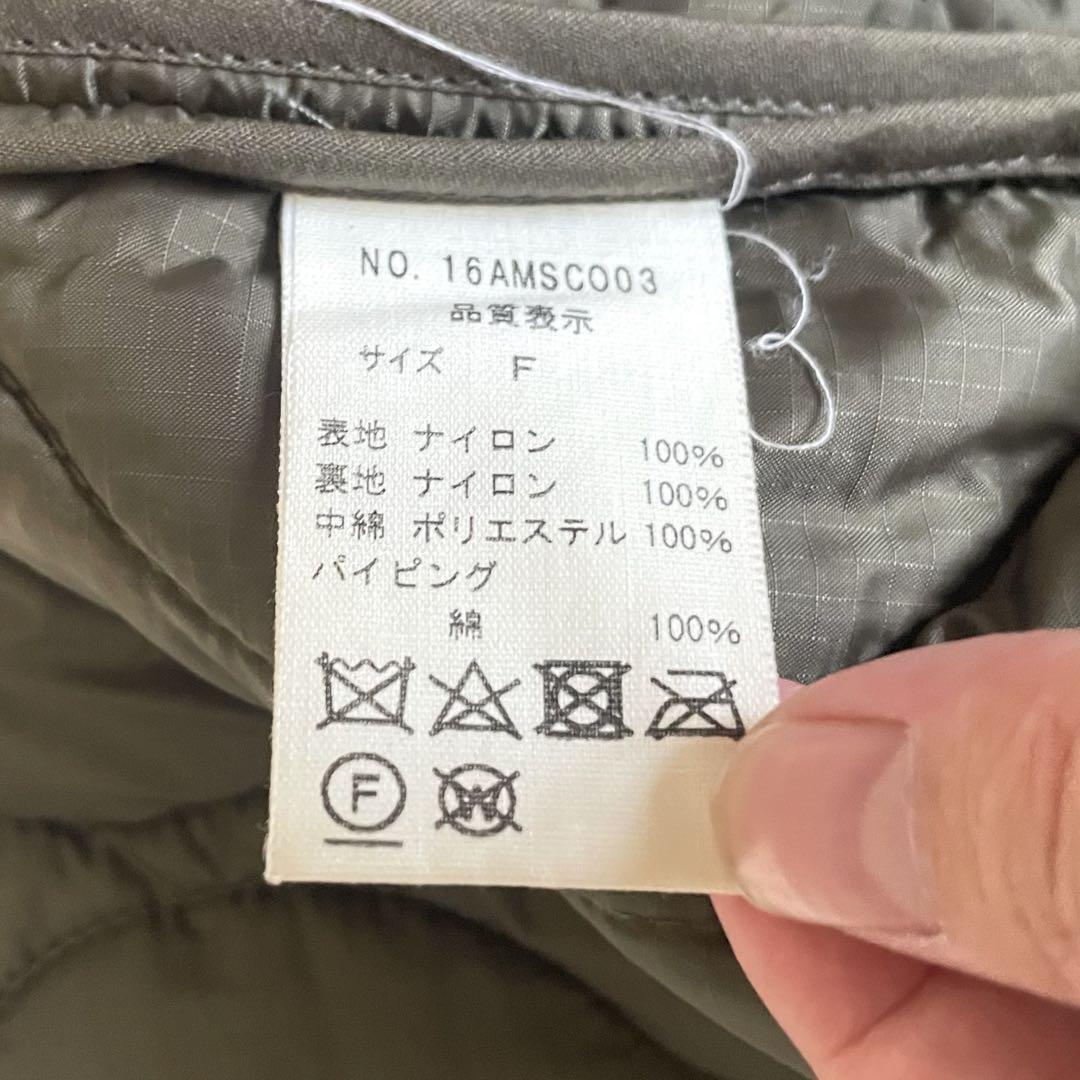 NO. 16AMSCO03
品質表示
サイズ F
表地 ナイロン 100%
裏地 ナイロン 100%
中綿 ポリエステル 100%
パイピング
綿 100%
F W